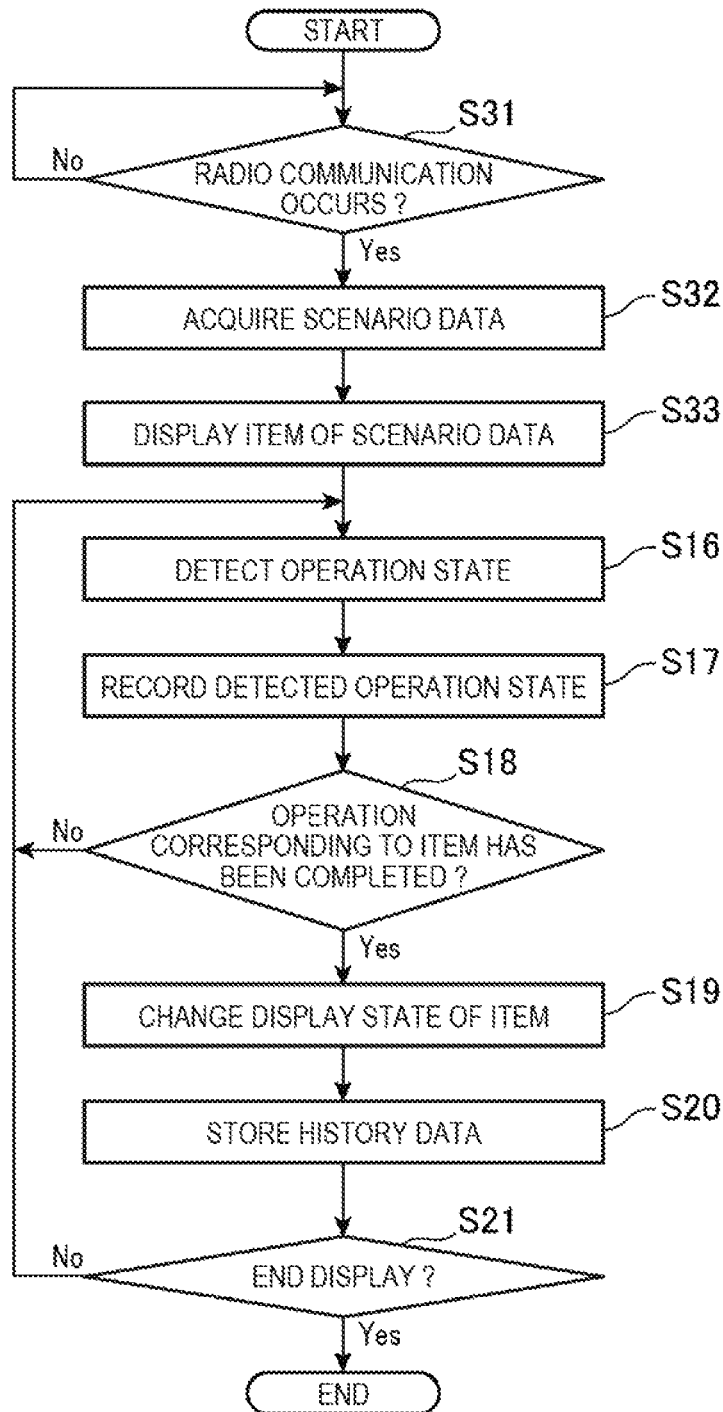 START
S31
No
RADIO COMMUNICATION
OCCURS ?
Yes
ACQUIRE SCENARIO DATA
S32
DISPLAY ITEM OF SCENARIO DATA
S33
DETECT OPERATION STATE
S16
RECORD DETECTED OPERATION STATE
S17
S18
No
OPERATION
CORRESPONDING TO ITEM HAS
BEEN COMPLETED ?
Yes
CHANGE DISPLAY STATE OF ITEM
S19
STORE HISTORY DATA
S20
S21
No
END DISPLAY ?
Yes
END